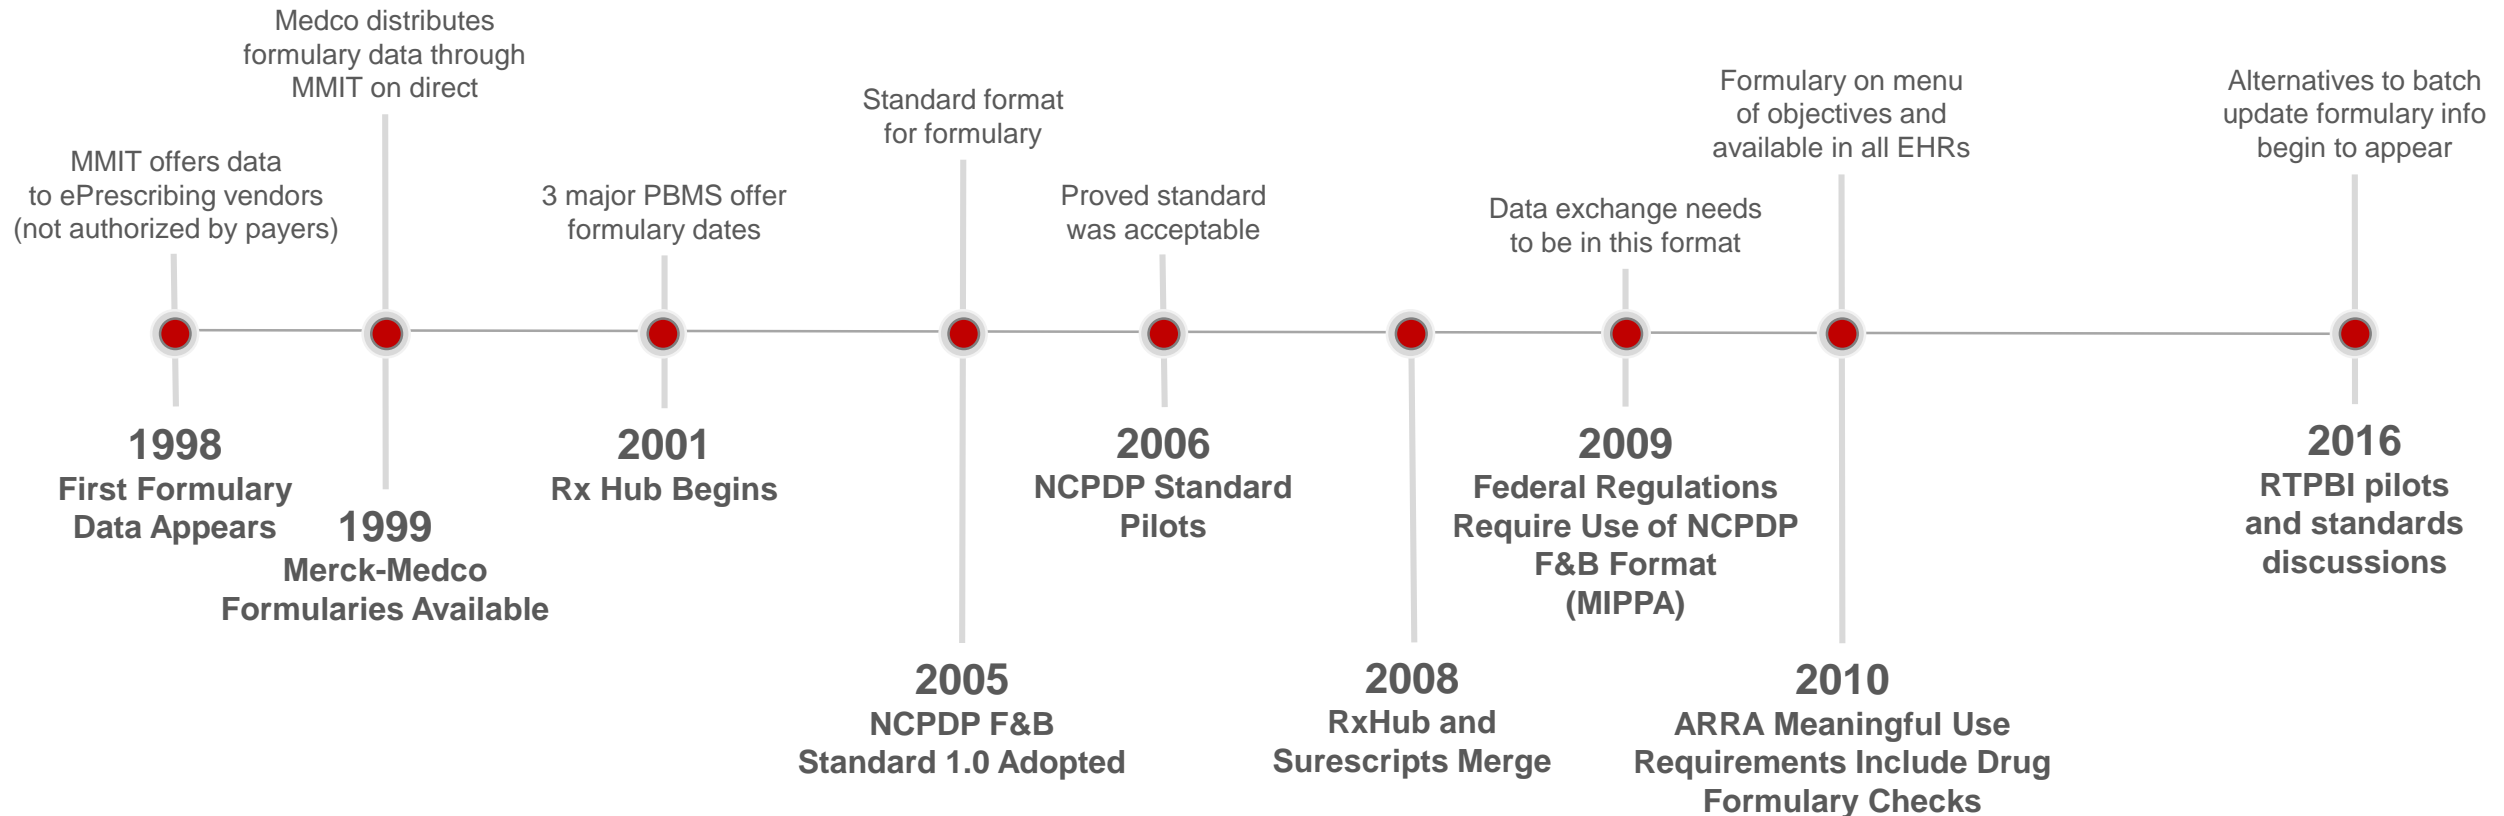 MMIT offers data
to ePrescribing vendors
(not authorized by payers)
1998
First Formulary
Data Appears
Medco distributes
formulary data through
MMIT on direct
1999
Merck-Medco
Formularies Available
3 major PBMS offer
formulary dates
2001
Rx Hub Begins
Standard format
for formulary
2005
NCPDP F&B
Standard 1.0 Adopted
Proved standard
was acceptable
2006
NCPDP Standard
Pilots
2008
RxHub and
Surescripts Merge
Data exchange needs
to be in this format
2009
Federal Regulations
Require Use of NCPDP
F&B Format
(MIPPA)
Formulary on menu
of objectives and
available in all EHRs
2010
ARRA Meaningful Use
Requirements Include Drug
Formulary Checks
Alternatives to batch
update formulary info
begin to appear
2016
RTPBI pilots
and standards
discussions